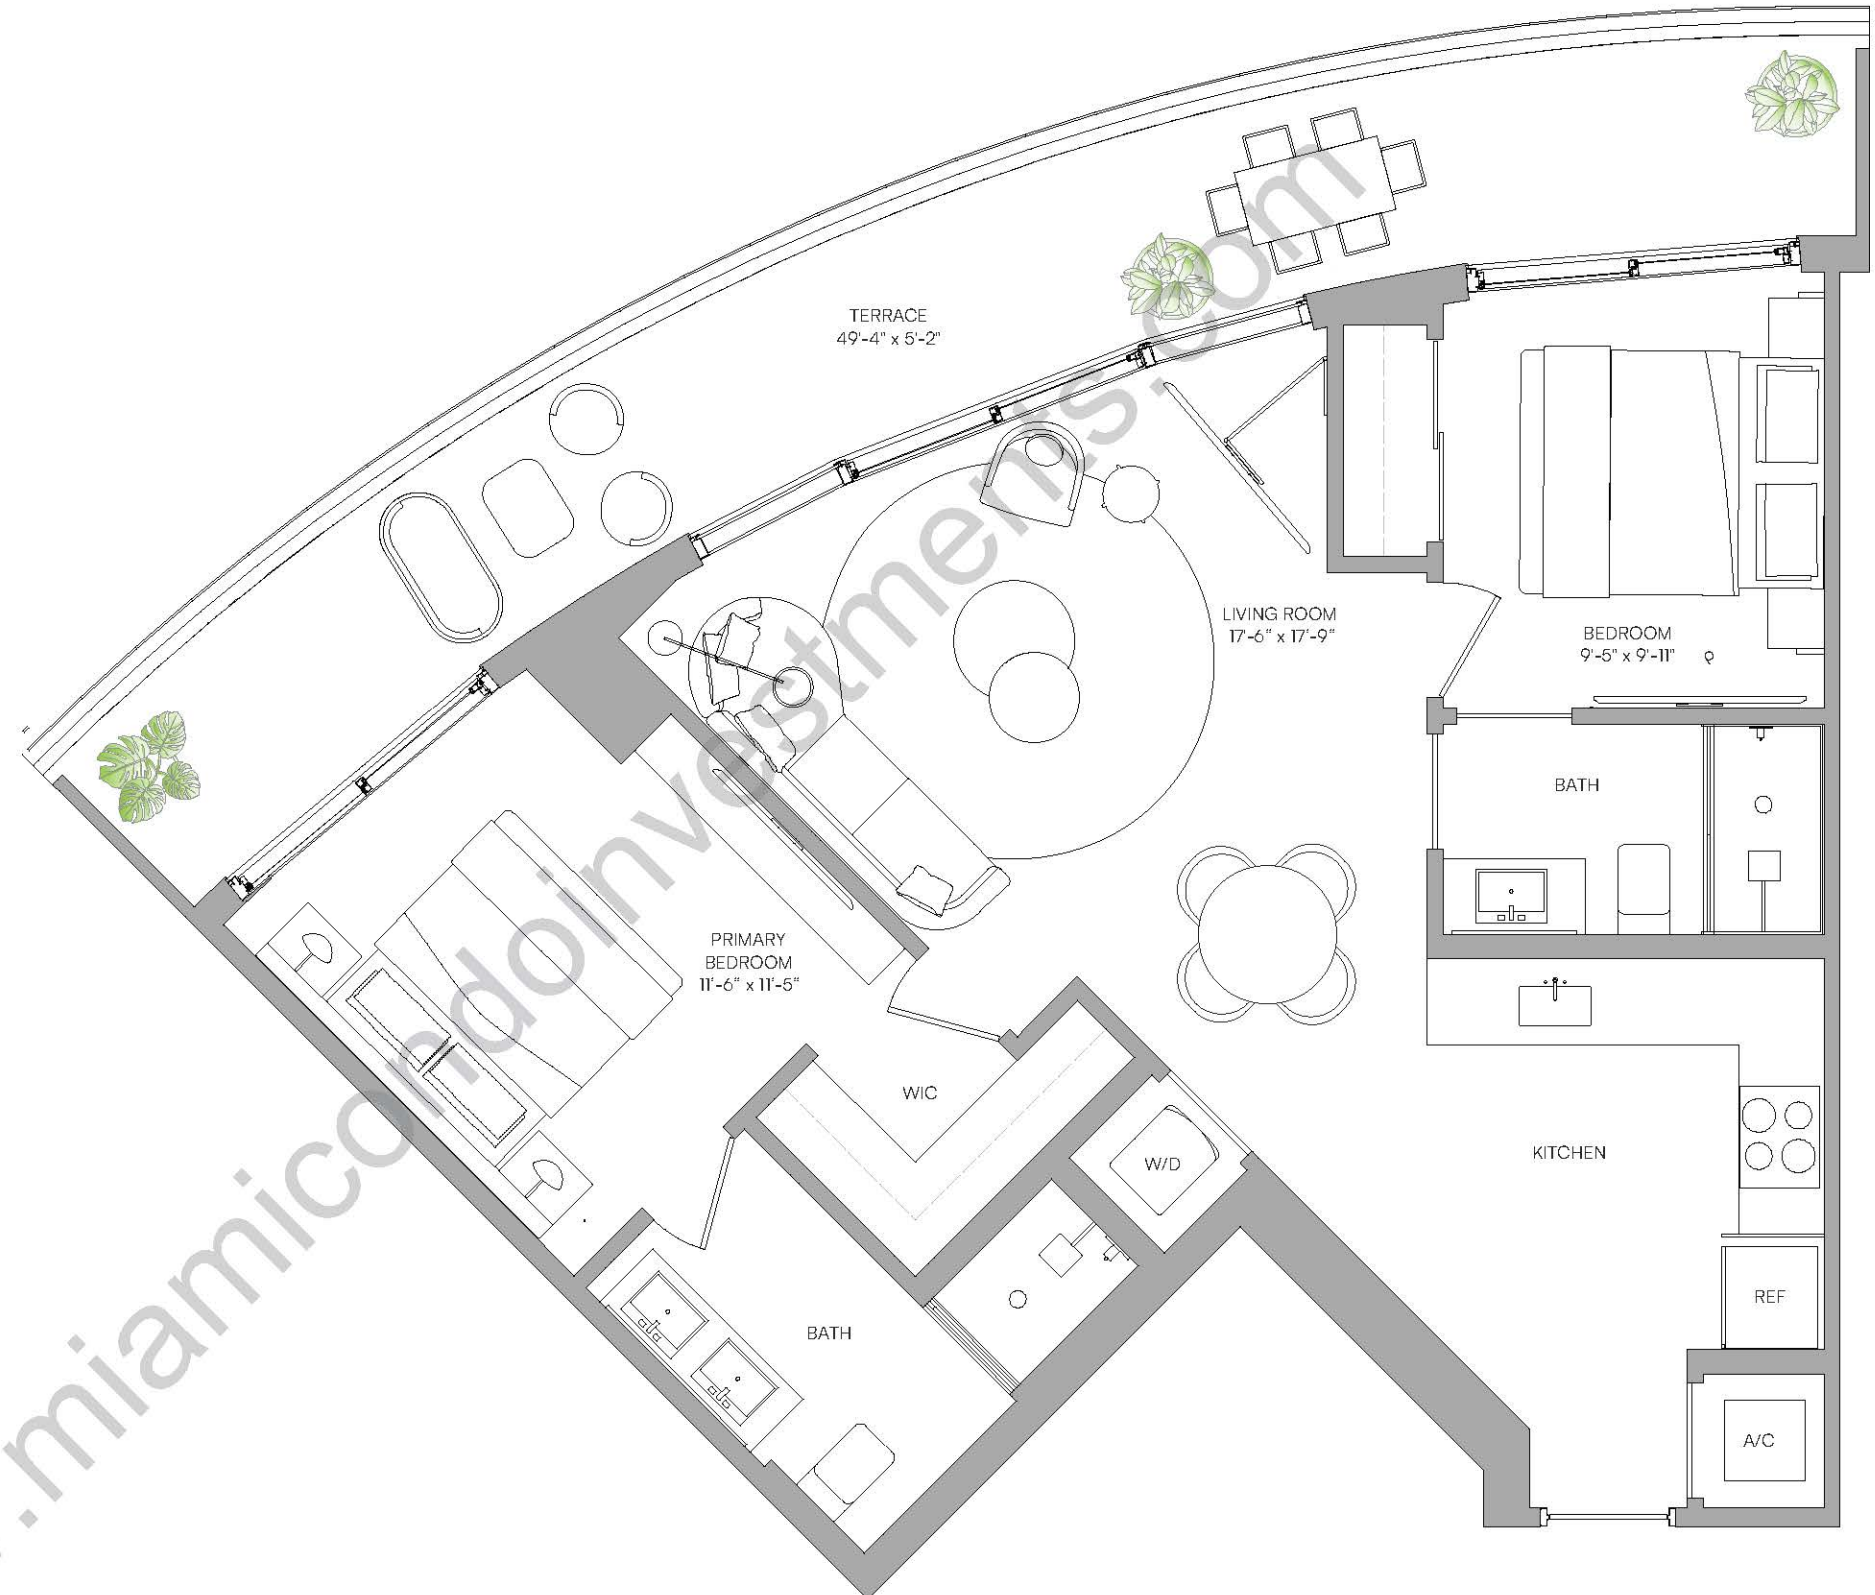 TERRACE
49'-4" x 5'-2"
LIVING ROOM
17'-6" x 17'-9"
BEDROOM
9'-5" x 9'-11"
BATH
PRIMARY
BEDROOM
11'-6" x 11'-5"
WIC
W/D
KITCHEN
REF
BATH
A/C
.miamicondoinvestments.com